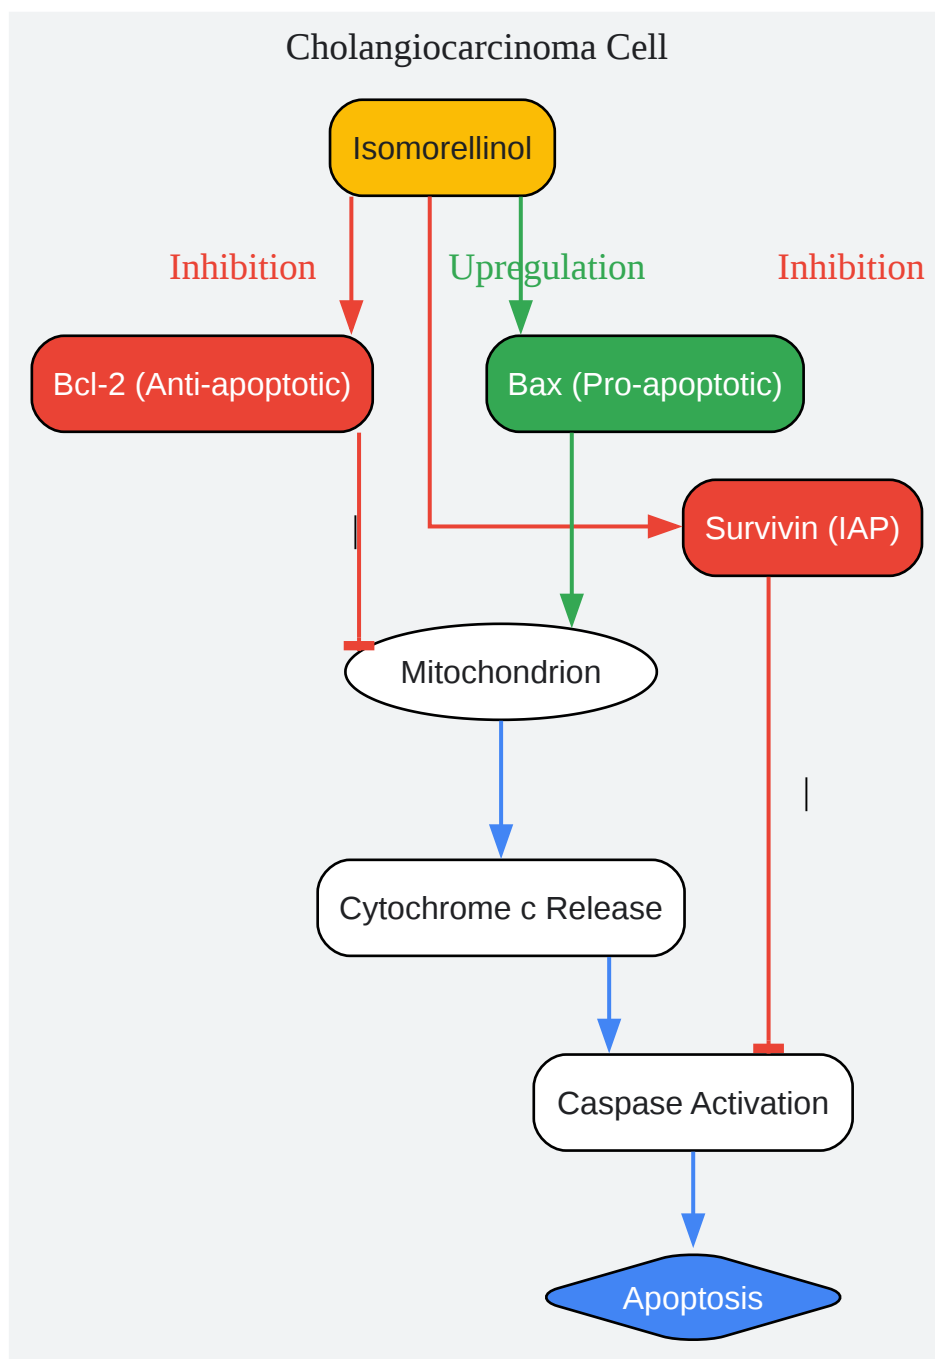 Cholangiocarcinoma Cell
Isomorellinol
Inhibition
Upregulation
Inhibition
Bcl-2 (Anti-apoptotic)
Bax (Pro-apoptotic)
Survivin (IAP)
|
Mitochondrion
|
Cytochrome c Release
Caspase Activation
Apoptosis